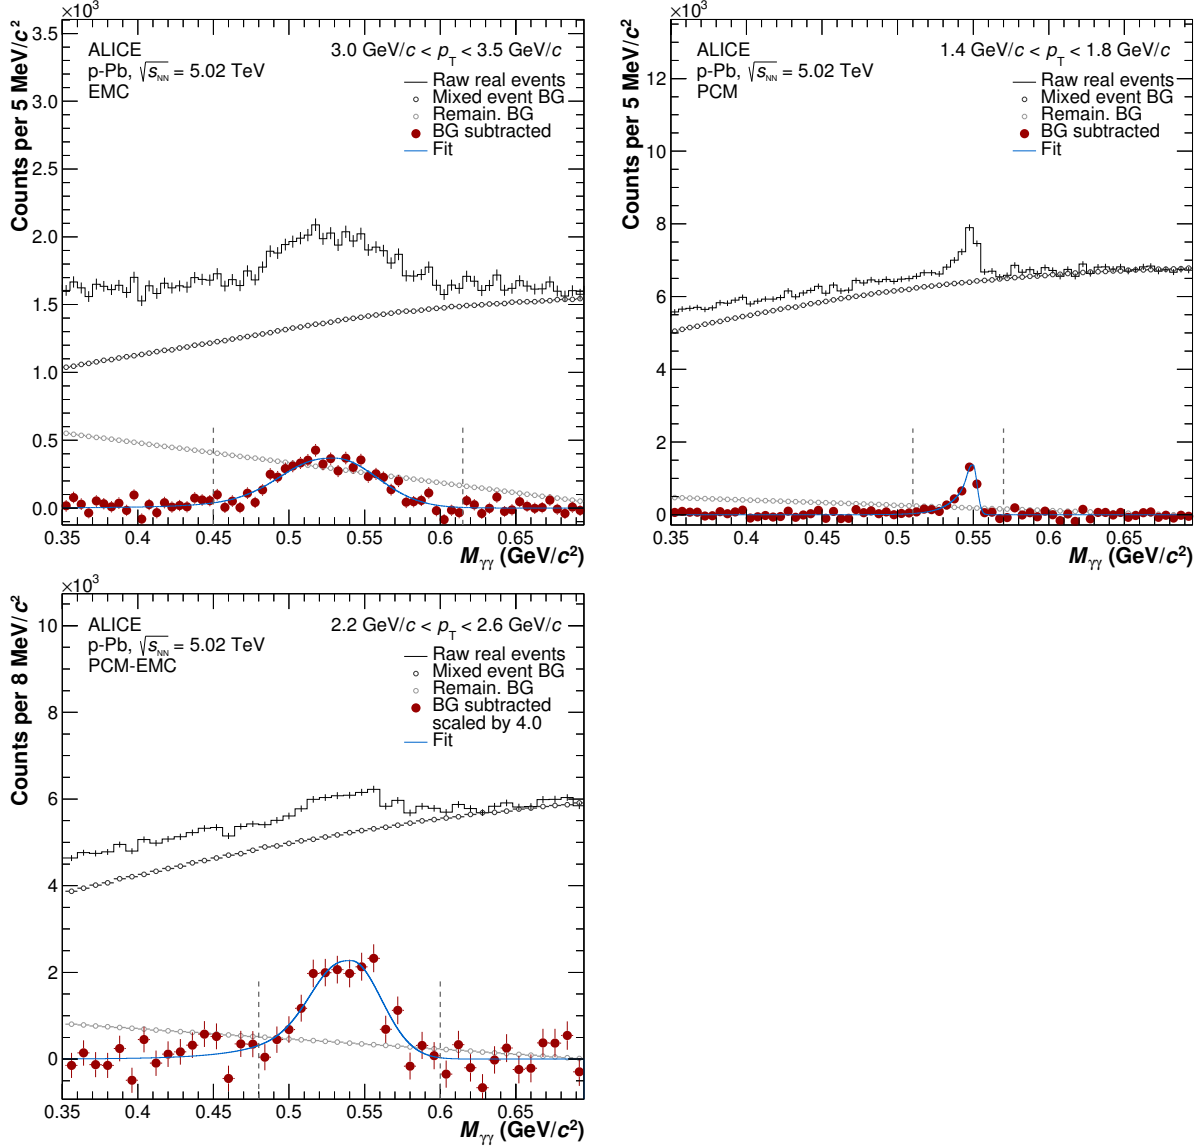 ×10³
Counts per 5 MeV/c²
3.5
3.0
2.5
2.0
1.5
1.0
0.5
0.0
ALICE
p-Pb, √sNN = 5.02 TeV
EMC
3.0 GeV/c < pT < 3.5 GeV/c
Raw real events
Mixed event BG
Remain. BG
BG subtracted
Fit
0.35 0.4 0.45 0.5 0.55 0.6 0.65
Mγγ (GeV/c²)
×10³
Counts per 5 MeV/c²
12
10
8
6
4
2
0
ALICE
p-Pb, √sNN = 5.02 TeV
PCM
1.4 GeV/c < pT < 1.8 GeV/c
Raw real events
Mixed event BG
Remain. BG
BG subtracted
Fit
0.35 0.4 0.45 0.5 0.55 0.6 0.65
Mγγ (GeV/c²)
×10³
Counts per 8 MeV/c²
10
8
6
4
2
0
ALICE
p-Pb, √sNN = 5.02 TeV
PCM-EMC
2.2 GeV/c < pT < 2.6 GeV/c
Raw real events
Mixed event BG
Remain. BG
BG subtracted
scaled by 4.0
Fit
0.35 0.4 0.45 0.5 0.55 0.6 0.65
Mγγ (GeV/c²)